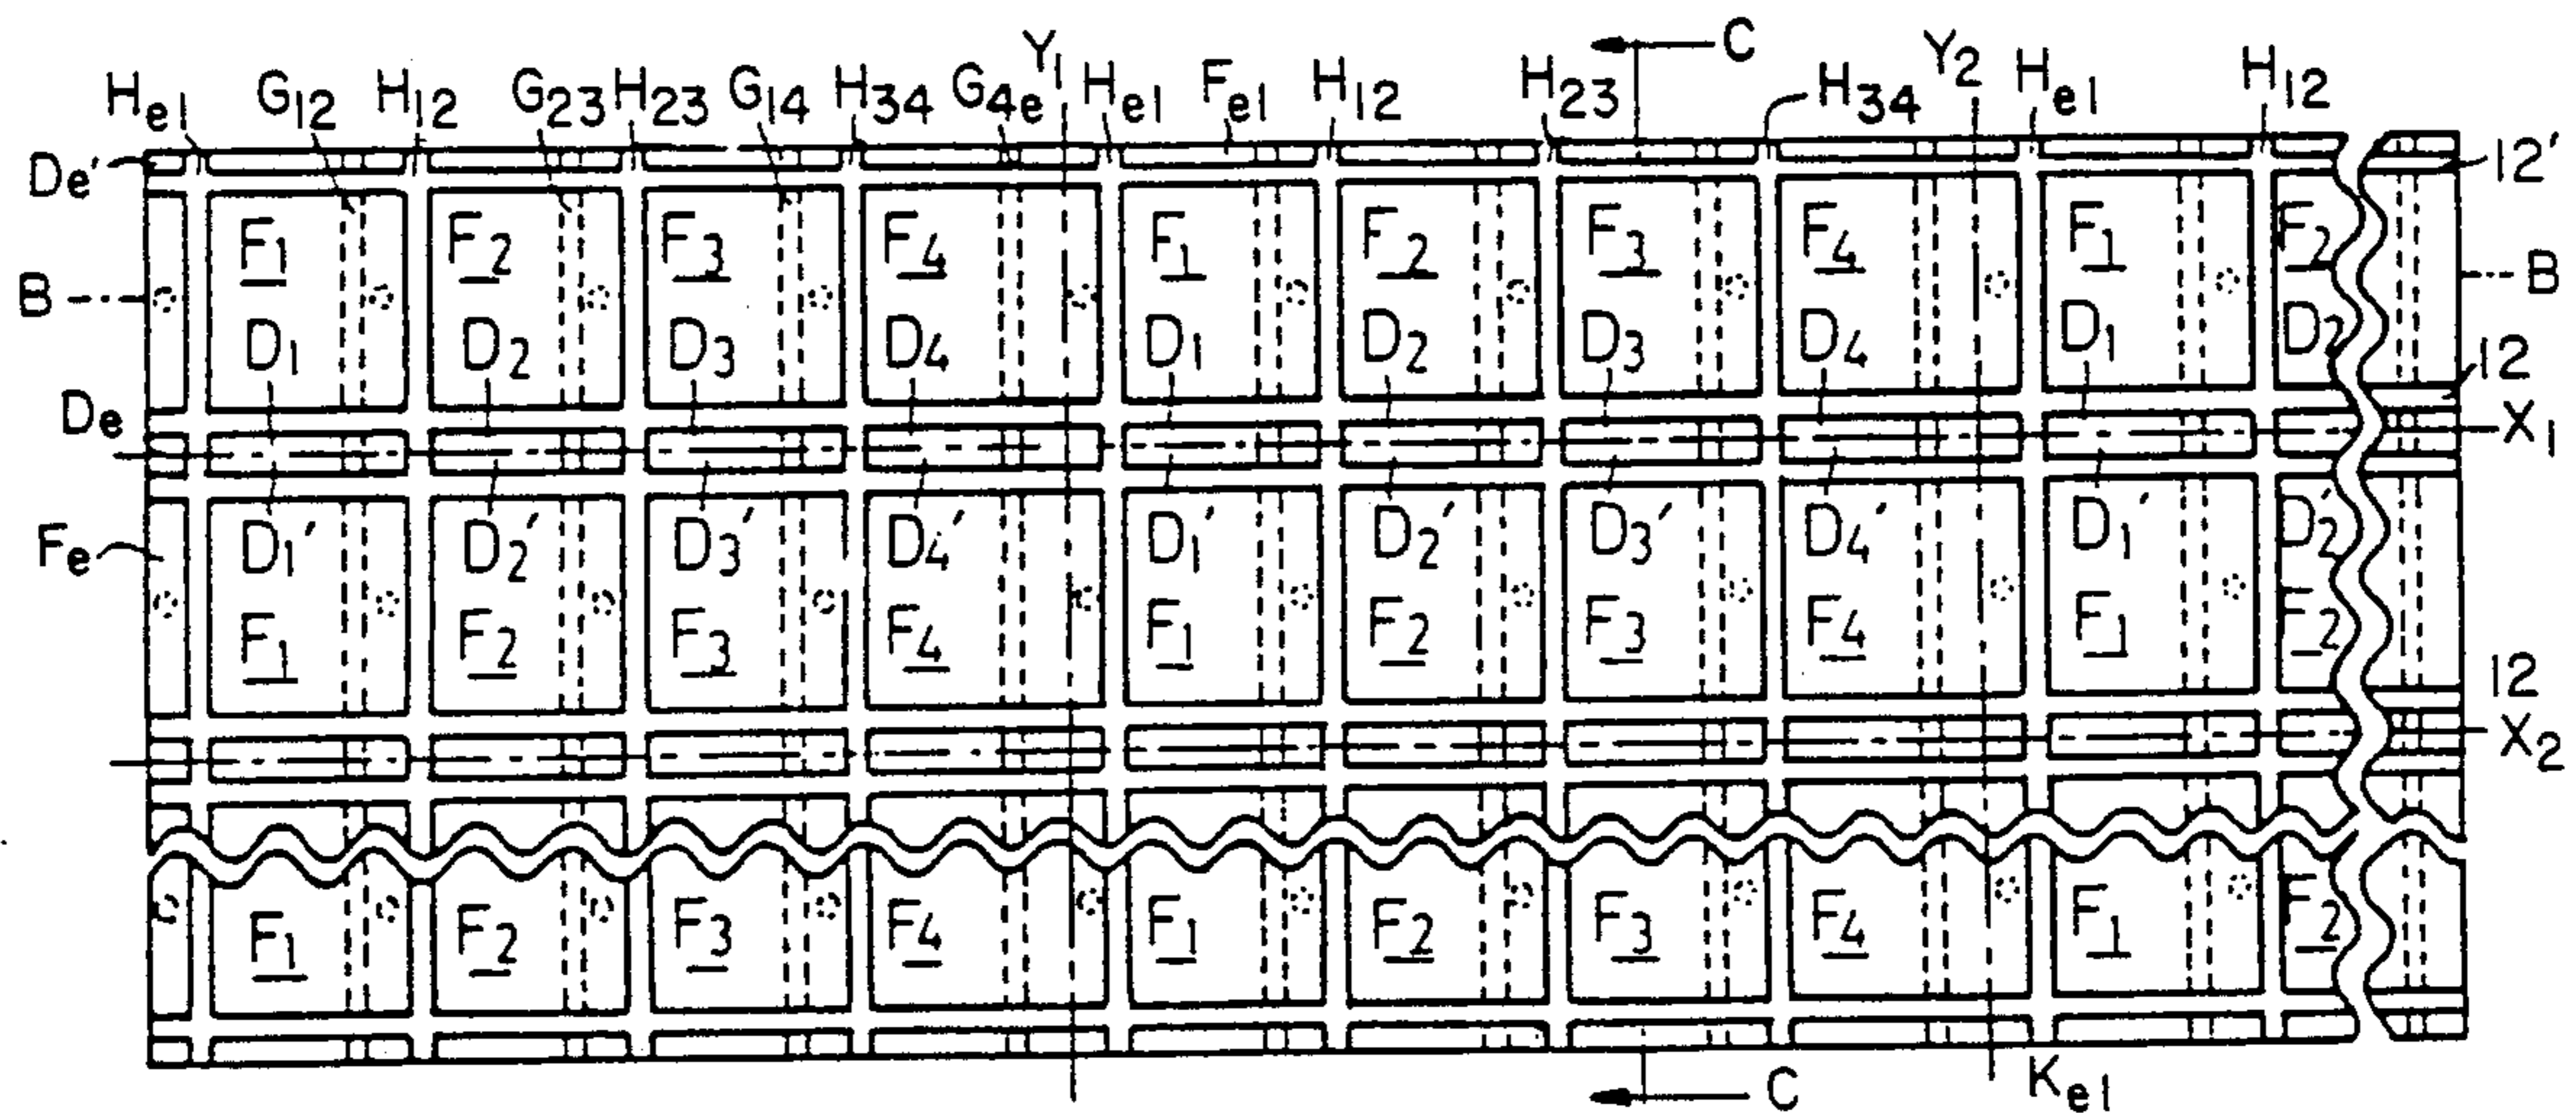 Y1 C Y2
He1 G12 H12 G23 H23 G14 H34 G4e He1 Fe1 H12 H23 H34 He1 H12
De' 12'
F1 F2 F3 F4 F1 F2 F3 F4 F1 F2
B B
D1 D2 D3 D4 D1 D2 D3 D4 D1 D2
12
De X1
D1' D2' D3' D4' D1' D2' D3' D4' D1' D2'
Fe
F1 F2 F3 F4 F1 F2 F3 F4 F1 F2
12
X2
F1 F2 F3 F4 F1 F2 F3 F4 F1 F2
C Ke1